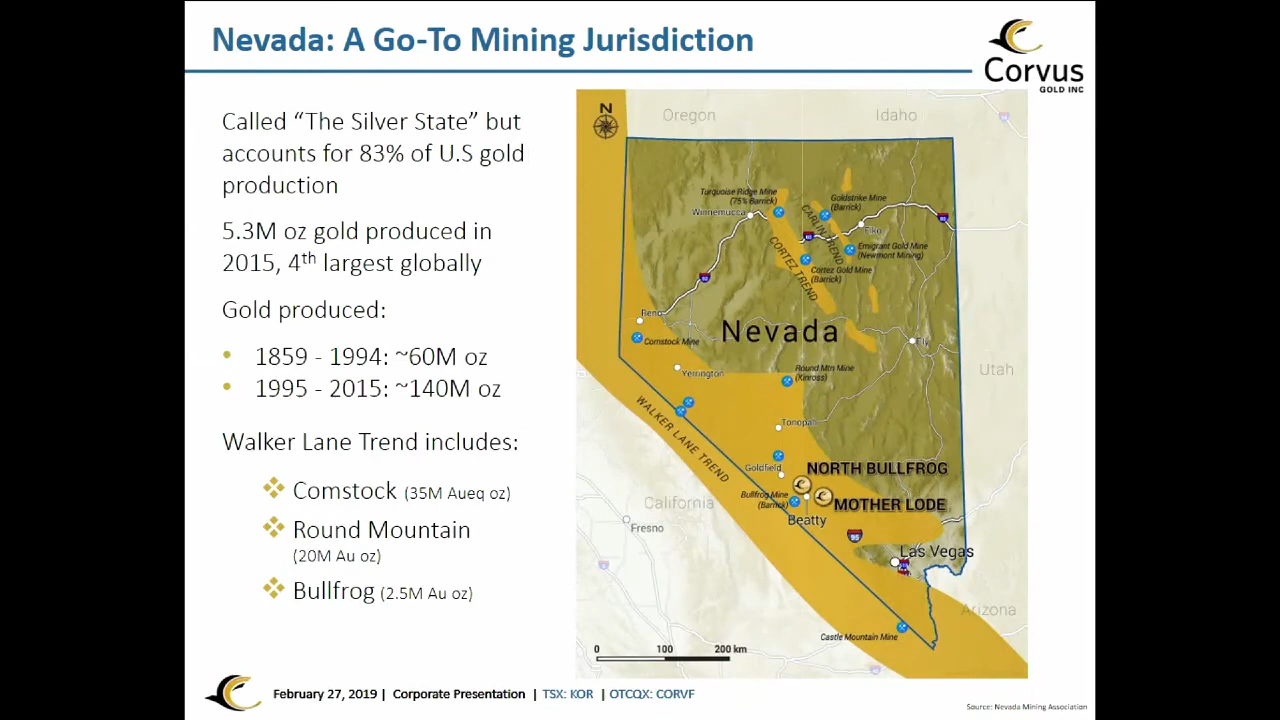 Nevada: A Go-To Mining Jurisdiction
Corvus
GOLD INC
Called “The Silver State” but
accounts for 83% of U.S gold
production
5.3M oz gold produced in
2015, 4th largest globally
Gold produced:
• 1859 - 1994: ~60M oz
• 1995 - 2015: ~140M oz
Walker Lane Trend includes:
Comstock (35M Aueq oz)
Round Mountain
(20M Au oz)
Bullfrog (2.5M Au oz)
N
Oregon
Idaho
Turquoise Ridge Mine
(75% Barrick)
Goldstrike Mine
(Barrick)
Winnemucca
Elko
CARLIN TREND
Emigrant Gold Mine
(Newmont Mining)
CORTEZ TREND
Cortez Gold Mine
(Barrick)
Reno
Comstock Mine
Nevada
Ely
Utah
Yerrington
Round Mtn Mine
(Kinross)
WALKER LANE TREND
Tonopah
Goldfield
NORTH BULLFROG
Bullfrog Mine
(Barrick)
MOTHER LODE
California
Beatty
Fresno
95
Las Vegas
Arizona
Castle Mountain Mine
0 100 200 km
February 27, 2019 | Corporate Presentation | TSX: KOR | OTCQX: CORVF
Source: Nevada Mining Association